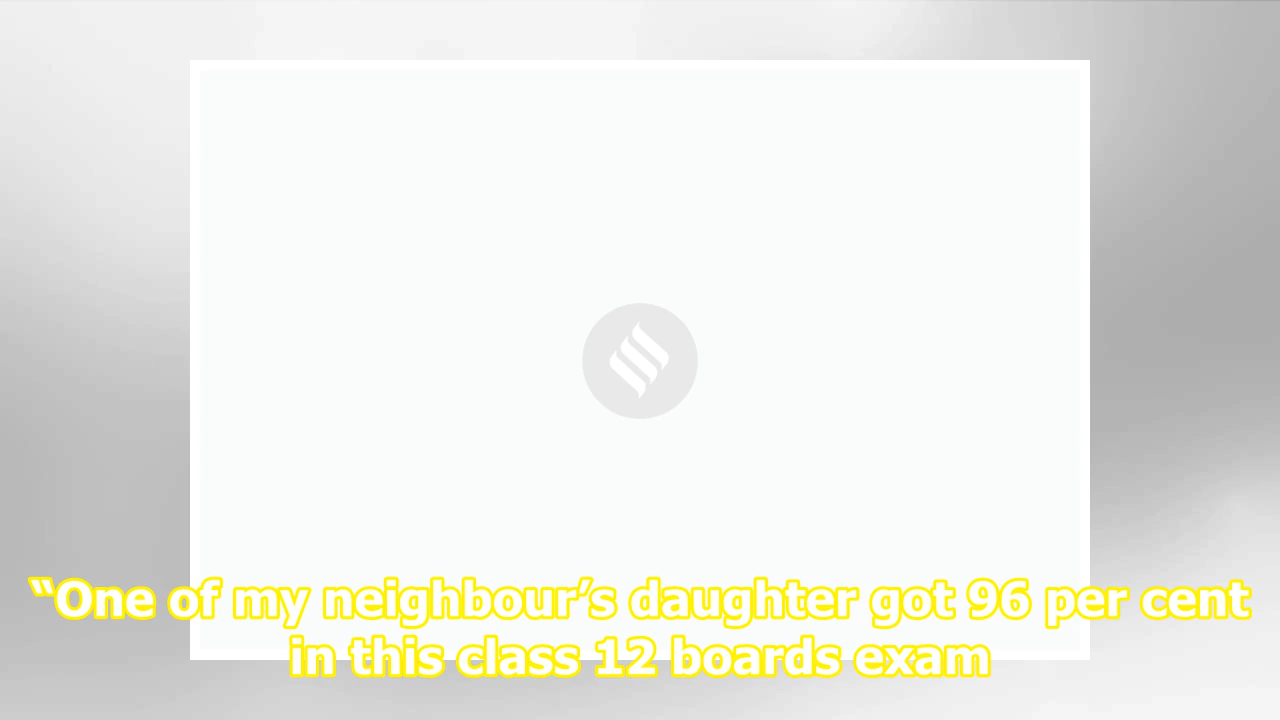 “One of my neighbour’s daughter got 96 per cent
in this class 12 boards exam